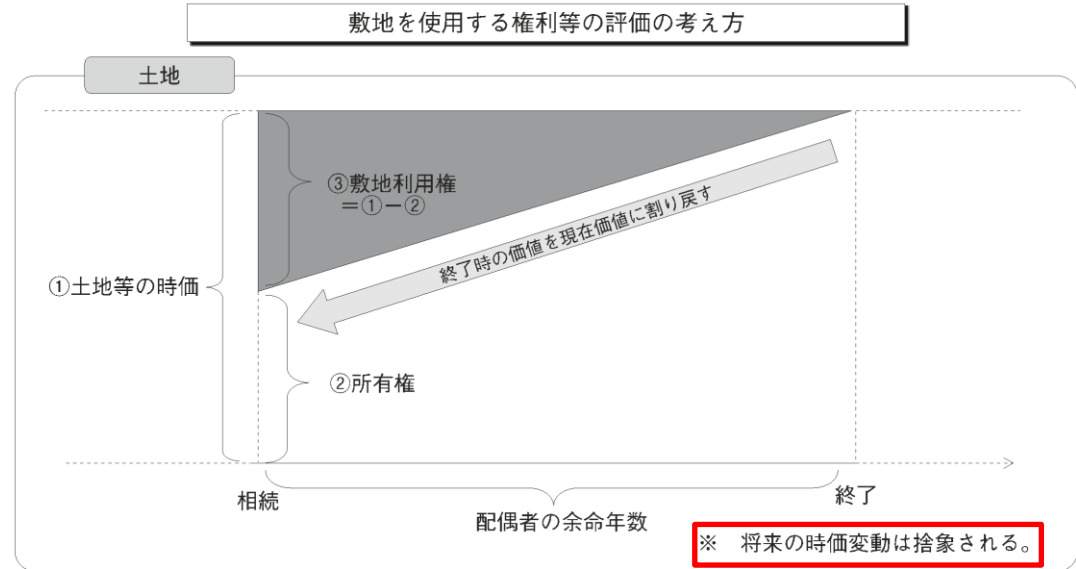 敷地を使用する権利等の評価の考え方
土地
③敷地利用権
＝①－②
終了時の価値を現在価値に割り戻す
①土地等の時価
②所有権
相続
終了
配偶者の余命年数
※　将来の時価変動は捨象される。